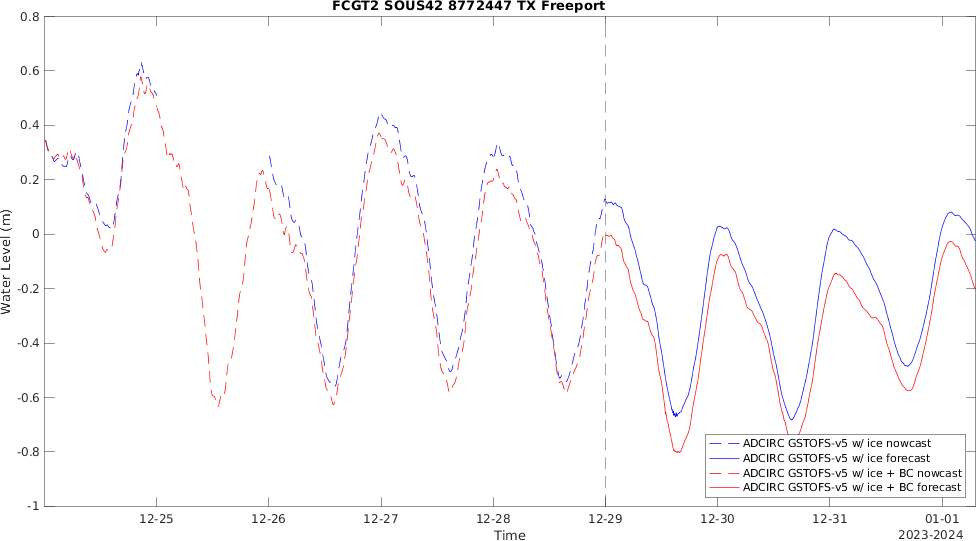 FCGT2 SOUS42 8772447 TX Freeport
0.8
0.6
0.4
0.2
0
-0.2
-0.4
-0.6
-0.8
-1
Water Level (m)
12-25
12-26
12-27
12-28
12-29
12-30
12-31
01-01
Time
2023-2024
ADCIRC GSTOFS-v5 w/ ice nowcast
ADCIRC GSTOFS-v5 w/ ice forecast
ADCIRC GSTOFS-v5 w/ ice + BC nowcast
ADCIRC GSTOFS-v5 w/ ice + BC forecast